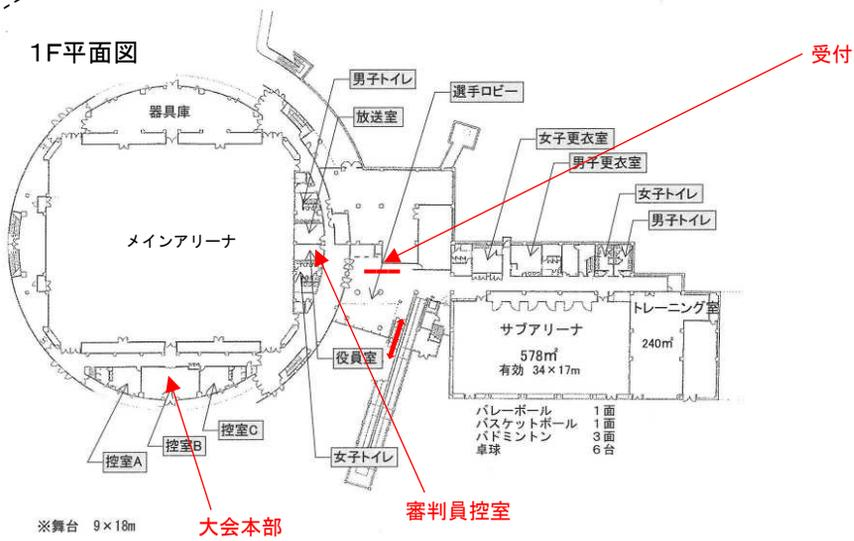 1F平面図
受付
男子トイレ
選手ロビー
器具庫
放送室
女子更衣室
男子更衣室
女子トイレ
男子トイレ
メインアリーナ
トレーニング室
サブアリーナ
240㎡
578㎡
役員室
有効 34×17m
バレーボール 1面
バスケットボール 1面
バドミントン 3面
卓球 6台
控室C
控室B
控室A
女子トイレ
審判員控室
大会本部
※舞台 9×18m